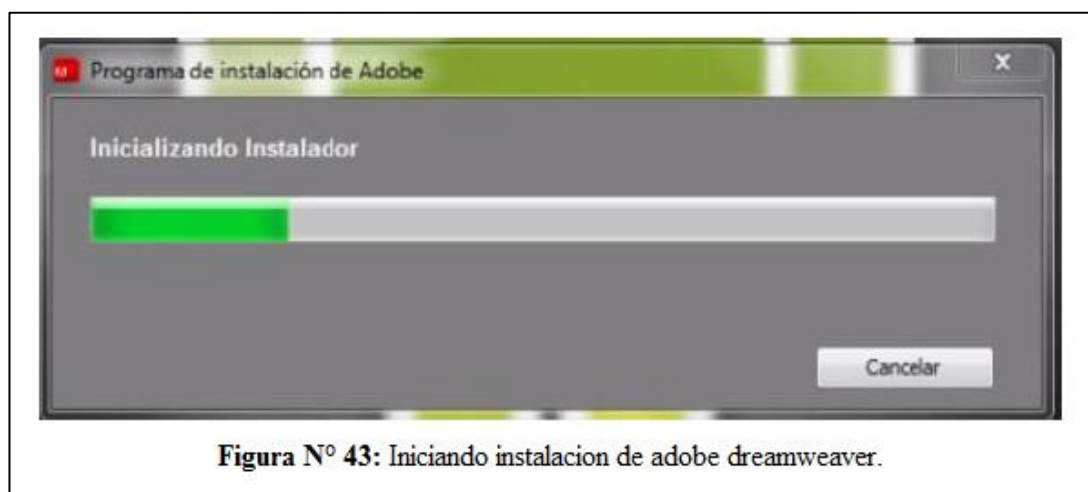 Programa de instalación de Adobe
Inicializando Instalador
Cancelar
Figura N° 43: Iniciando instalacion de adobe dreamweaver.